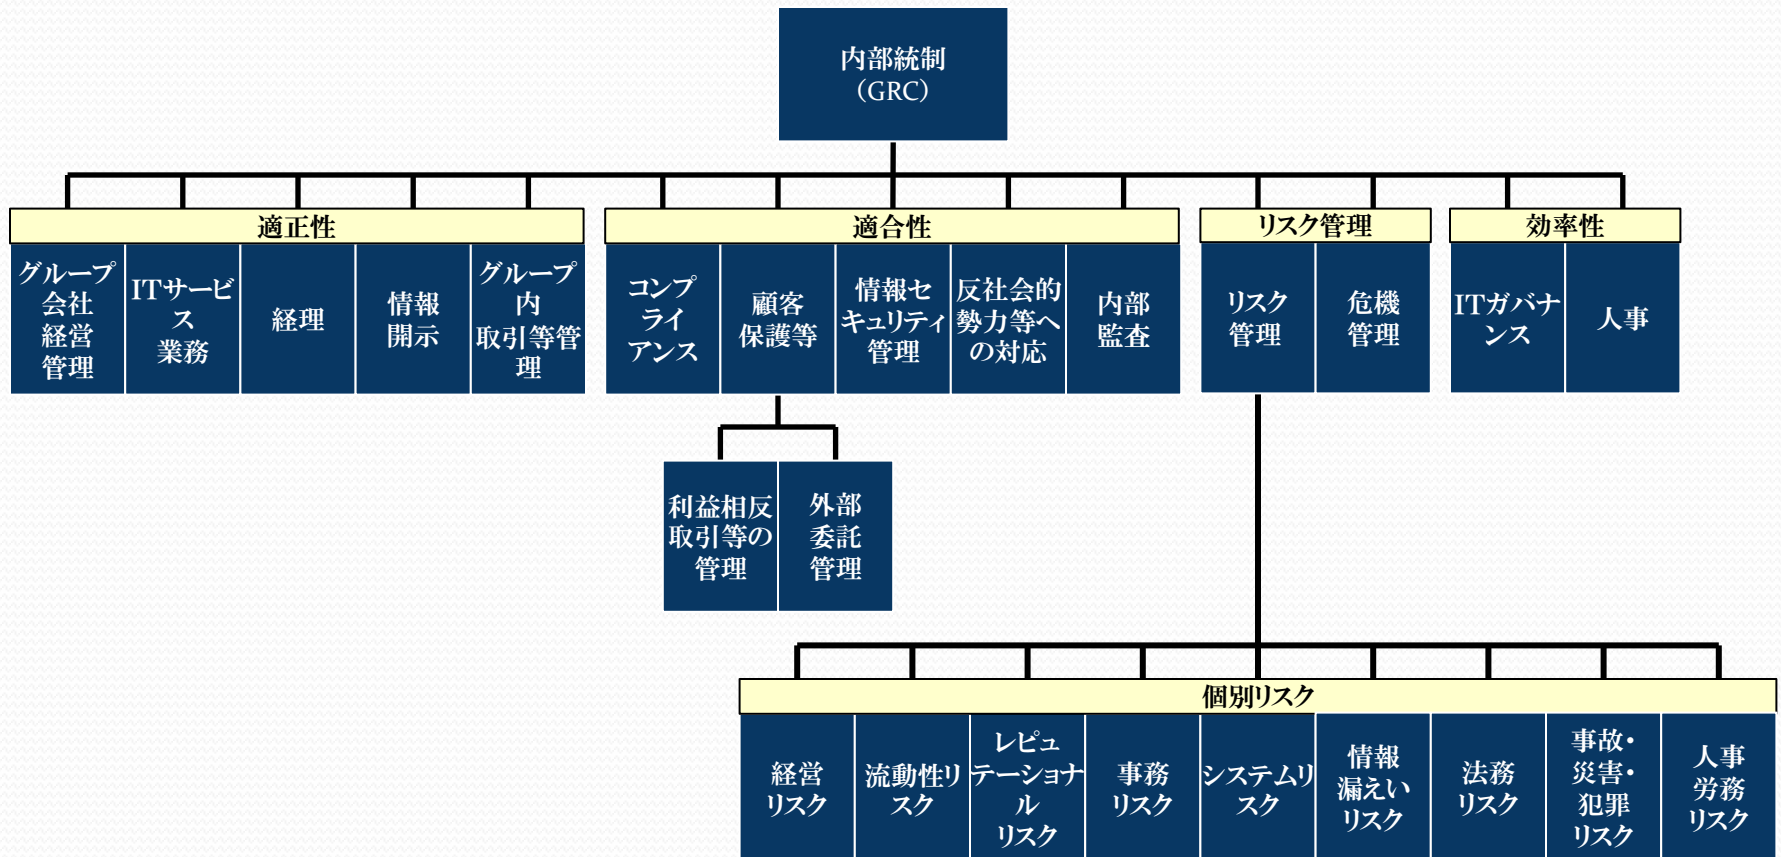 内部統制
（GRC）
適正性
適合性
リスク管理
効率性
グループ
会社
経営
管理
ITサービ
ス
業務
経理
情報
開示
グループ
内
取引等管
理
コンプ
ライ
アンス
顧客
保護等
情報セ
キュリティ
管理
反社会的
勢力等へ
の対応
内部
監査
リスク
管理
危機
管理
ITガバナ
ンス
人事
利益相反
取引等の
管理
外部
委託
管理
個別リスク
経営
リスク
流動性リ
スク
レピュ
テーショナ
ル
リスク
事務
リスク
システムリ
スク
情報
漏えい
リスク
法務
リスク
事故・
災害・
犯罪
リスク
人事
労務
リスク